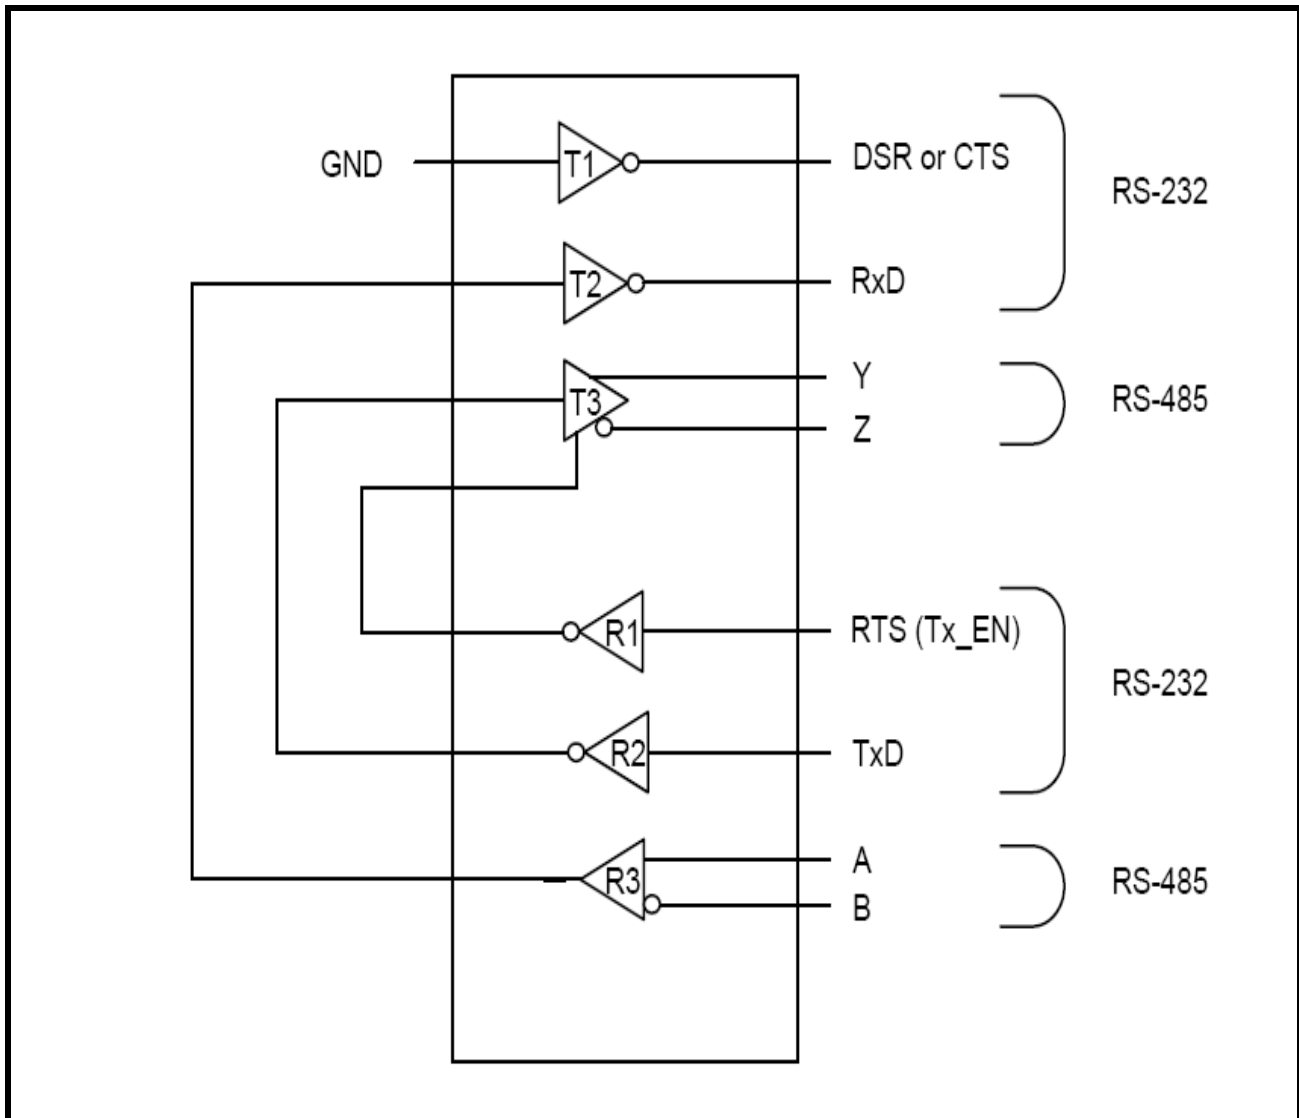 GND
T1
DSR or CTS
RS-232
T2
RxD
T3
Y
Z
RS-485
R1
RTS (Tx_EN)
RS-232
R2
TxD
R3
A
B
RS-485